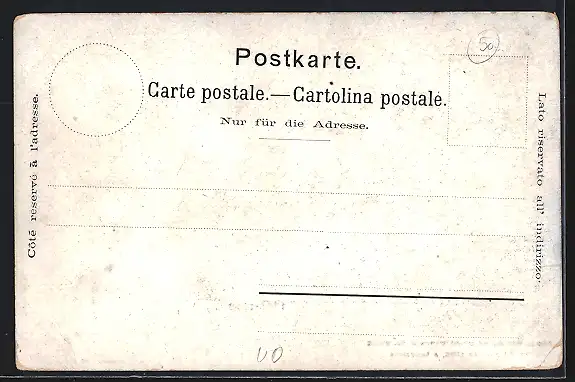 50
Postkarte.
Carte postale.—Cartolina postale.
Nur für die Adresse.
Côté réservé à l'adresse.
Lato riservato all' indirizzo.